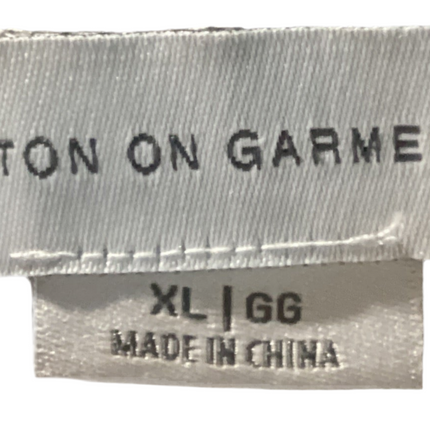 TON ON GARME
XL | GG
MADE IN CHINA